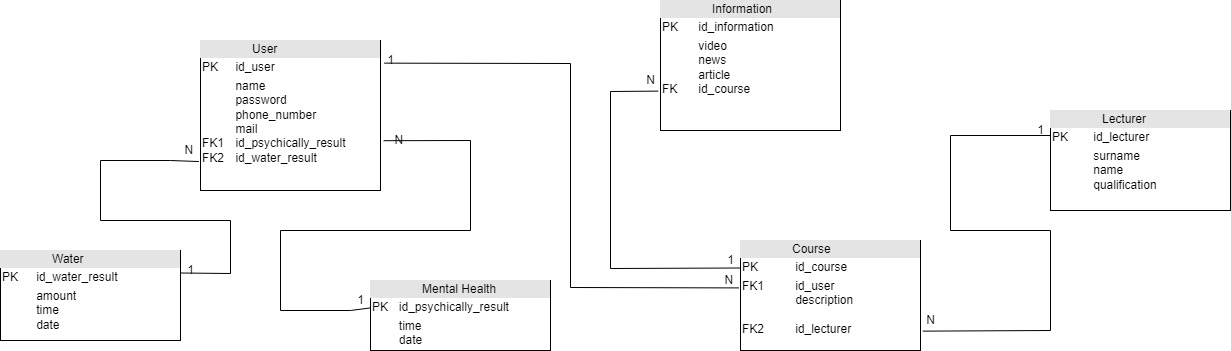 Information
PK id_information
video
news
article
N FK id_course
User
PK id_user 1
name
password
phone_number
mail
FK1 id_psychically_result N
N FK2 id_water_result
Lecturer
1 PK id_lecturer
surname
name
qualification
Water
PK id_water_result 1
amount
time
date
Mental Health
1 PK id_psychically_result
time
date
Course
1 PK id_course
N FK1 id_user
description
FK2 id_lecturer N